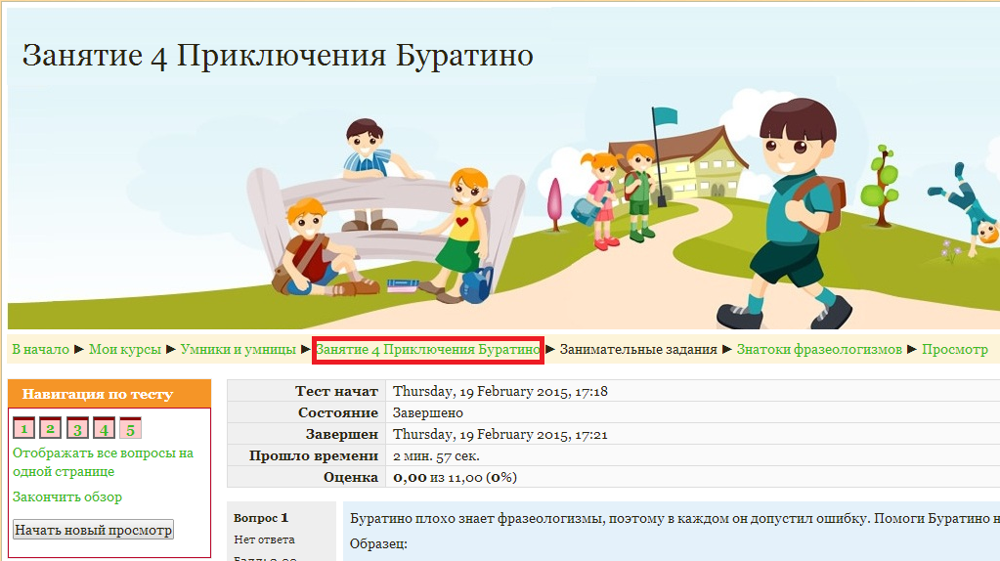 Занятие 4 Приключения Буратино
В начало ► Мои курсы ► Умники и умницы ► Занятие 4 Приключения Буратино ► Занимательные задания ► Знатоки фразеологизмов ► Просмотр
Навигация по тесту
1 2 3 4 5
Отображать все вопросы на
одной странице
Закончить обзор
Начать новый просмотр
Тест начат Thursday, 19 February 2015, 17:18
Состояние Завершено
Завершен Thursday, 19 February 2015, 17:21
Прошло времени 2 мин. 57 сек.
Оценка 0,00 из 11,00 (0%)
Вопрос 1
Нет ответа
Балл: 0,00
Буратино плохо знает фразеологизмы, поэтому в каждом он допустил ошибку. Помоги Буратино н
Образец: